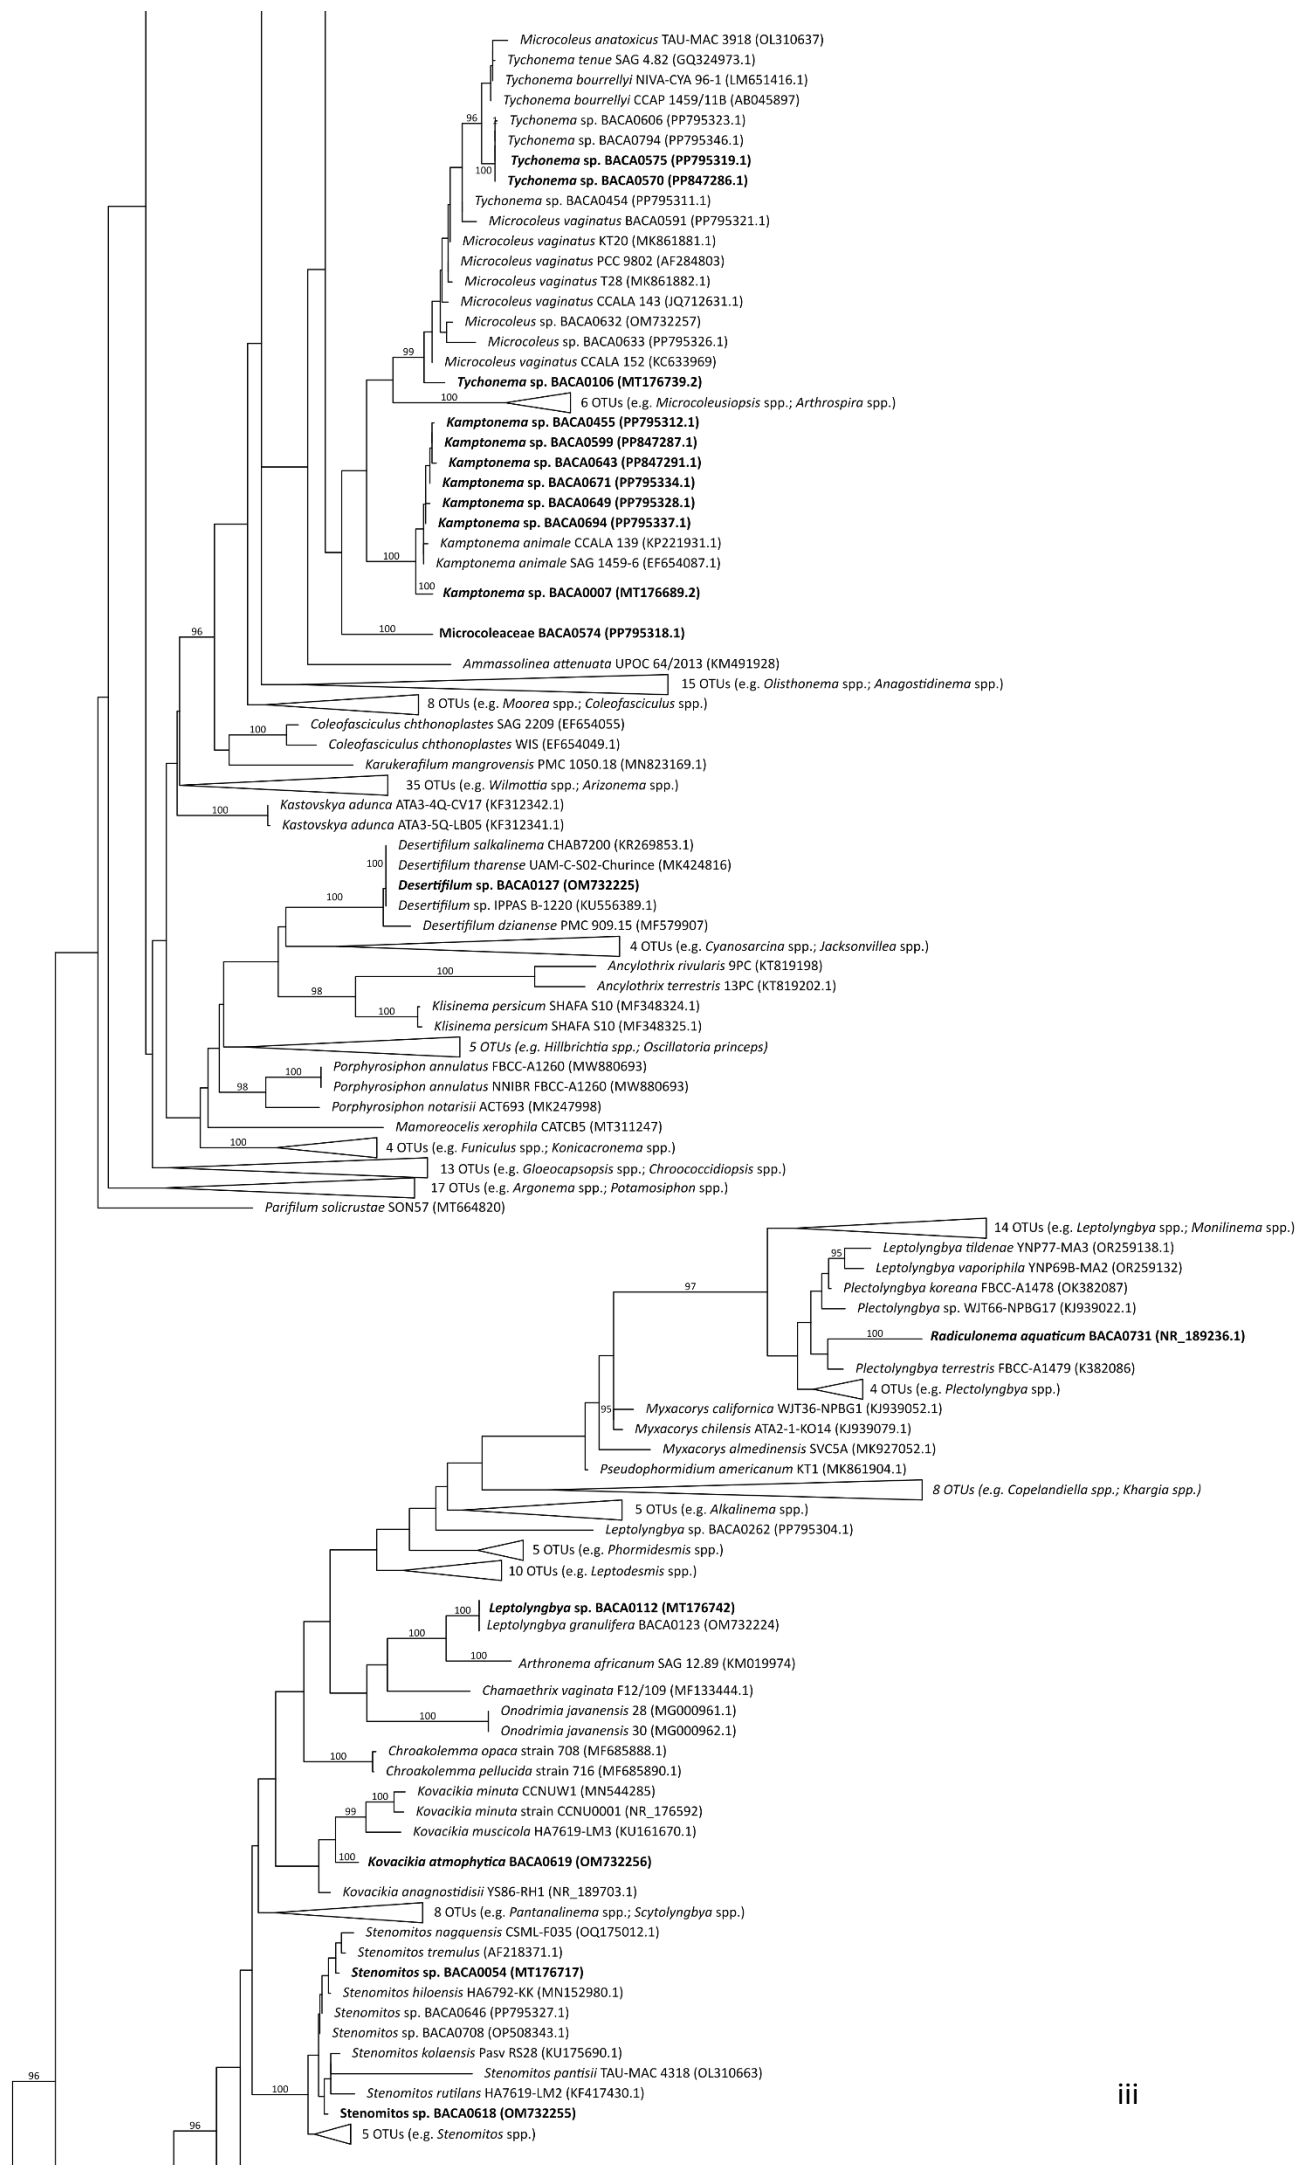 Microcoleus anatoxicus TAU-MAC 3918 (OL310637)
Tychonema tenue SAG 4.82 (GQ324973.1)
Tychonema bourrellyi NIVA-CYA 96-1 (LM651416.1)
Tychonema bourrellyi CCAP 1459/11B (AB045897)
96
Tychonema sp. BACA0606 (PP795323.1)
Tychonema sp. BACA0794 (PP795346.1)
Tychonema sp. BACA0575 (PP795319.1)
100
Tychonema sp. BACA0570 (PP847286.1)
Tychonema sp. BACA0454 (PP795311.1)
Microcoleus vaginatus BACA0591 (PP795321.1)
Microcoleus vaginatus KT20 (MK861881.1)
Microcoleus vaginatus PCC 9802 (AF284803)
Microcoleus vaginatus T28 (MK861882.1)
Microcoleus vaginatus CCALA 143 (JQ712631.1)
Microcoleus sp. BACA0632 (OM732257)
Microcoleus sp. BACA0633 (PP795326.1)
99
Microcoleus vaginatus CCALA 152 (KC633969)
Tychonema sp. BACA0106 (MT176739.2)
100
6 OTUs (e.g. Microcoleusiopsis spp.; Arthrospira spp.)
Kamptonema sp. BACA0455 (PP795312.1)
Kamptonema sp. BACA0599 (PP847287.1)
Kamptonema sp. BACA0643 (PP847291.1)
Kamptonema sp. BACA0671 (PP795334.1)
Kamptonema sp. BACA0649 (PP795328.1)
Kamptonema sp. BACA0694 (PP795337.1)
Kamptonema animale CCALA 139 (KP221931.1)
100
Kamptonema animale SAG 1459-6 (EF654087.1)
100
Kamptonema sp. BACA0007 (MT176689.2)
96
100
Microcoleaceae BACA0574 (PP795318.1)
Ammassolinea attenuata UPOC 64/2013 (KM491928)
15 OTUs (e.g. Olisthonema spp.; Anagostidinema spp.)
8 OTUs (e.g. Moorea spp.; Coleofasciculus spp.)
100
Coleofasciculus chthonoplastes SAG 2209 (EF654055)
Coleofasciculus chthonoplastes WIS (EF654049.1)
Karukerafilum mangrovensis PMC 1050.18 (MN823169.1)
35 OTUs (e.g. Wilmottia spp.; Arizonema spp.)
100
Kastovskya adunca ATA3-4Q-CV17 (KF312342.1)
Kastovskya adunca ATA3-5Q-LB05 (KF312341.1)
Desertifilum salkalinema CHAB7200 (KR269853.1)
100
Desertifilum tharense UAM-C-S02-Churince (MK424816)
Desertifilum sp. BACA0127 (OM732225)
100
Desertifilum sp. IPPAS B-1220 (KU556389.1)
Desertifilum dzianense PMC 909.15 (MF579907)
4 OTUs (e.g. Cyanosarcina spp.; Jacksonvillea spp.)
100
Ancylothrix rivularis 9PC (KT819198)
Ancylothrix terrestris 13PC (KT819202.1)
98
Klisinema persicum SHAFA S10 (MF348324.1)
100
Klisinema persicum SHAFA S10 (MF348325.1)
5 OTUs (e.g. Hillbrichtia spp.; Oscillatoria princeps)
Porphyrosiphon annulatus FBCC-A1260 (MW880693)
100
Porphyrosiphon annulatus NNIBR FBCC-A1260 (MW880693)
98
Porphyrosiphon notarisii ACT693 (MK247998)
Mamoreocelis xerophila CATCB5 (MT311247)
100
4 OTUs (e.g. Funiculus spp.; Konicacronema spp.)
13 OTUs (e.g. Gloeocapsopsis spp.; Chroococcidiopsis spp.)
17 OTUs (e.g. Argonema spp.; Potamosiphon spp.)
Parifilum solicrustae SON57 (MT664820)
14 OTUs (e.g. Leptolyngbya spp.; Monilinema spp.)
95
Leptolyngbya tildenae YNP77-MA3 (OR259138.1)
Leptolyngbya vaporiphila YNP69B-MA2 (OR259132)
97
Plectolyngbya koreana FBCC-A1478 (OK382087)
Plectolyngbya sp. WJT66-NPBG17 (KJ939022.1)
100
Radiculonema aquaticum BACA0731 (NR_189236.1)
Plectolyngbya terrestris FBCC-A1479 (K382086)
4 OTUs (e.g. Plectolyngbya spp.)
95
Myxacorys californica WJT36-NPBG1 (KJ939052.1)
Myxacorys chilensis ATA2-1-KO14 (KJ939079.1)
Myxacorys almedinensis SVC5A (MK927052.1)
Pseudophormidium americanum KT1 (MK861904.1)
8 OTUs (e.g. Copelandiella spp.; Khargia spp.)
5 OTUs (e.g. Alkalinema spp.)
Leptolyngbya sp. BACA0262 (PP795304.1)
5 OTUs (e.g. Phormidesmis spp.)
10 OTUs (e.g. Leptodesmis spp.)
100
Leptolyngbya sp. BACA0112 (MT176742)
Leptolyngbya granulifera BACA0123 (OM732224)
100
100
Arthronema africanum SAG 12.89 (KM019974)
Chamaethrix vaginata F12/109 (MF133444.1)
Onodrimia javanensis 28 (MG000961.1)
100
Onodrimia javanensis 30 (MG000962.1)
Chroakolemma opaca strain 708 (MF685888.1)
100
Chroakolemma pellucida strain 716 (MF685890.1)
100
Kovacikia minuta CCNUW1 (MN544285)
99
Kovacikia minuta strain CCNU0001 (NR_176592)
Kovacikia muscicola HA7619-LM3 (KU161670.1)
100
Kovacikia atmophytica BACA0619 (OM732256)
Kovacikia anagnostidisii YS86-RH1 (NR_189703.1)
8 OTUs (e.g. Pantanalinema spp.; Scytolyngbya spp.)
Stenomitos nagquensis CSML-F035 (OQ175012.1)
Stenomitos tremulus (AF218371.1)
Stenomitos sp. BACA0054 (MT176717)
Stenomitos hiloensis HA6792-KK (MN152980.1)
Stenomitos sp. BACA0646 (PP795327.1)
Stenomitos sp. BACA0708 (OP508343.1)
Stenomitos kolaensis Pasv RS28 (KU175690.1)
96
Stenomitos pantisii TAU-MAC 4318 (OL310663)
100
Stenomitos rutilans HA7619-LM2 (KF417430.1)
iii
Stenomitos sp. BACA0618 (OM732255)
96
5 OTUs (e.g. Stenomitos spp.)